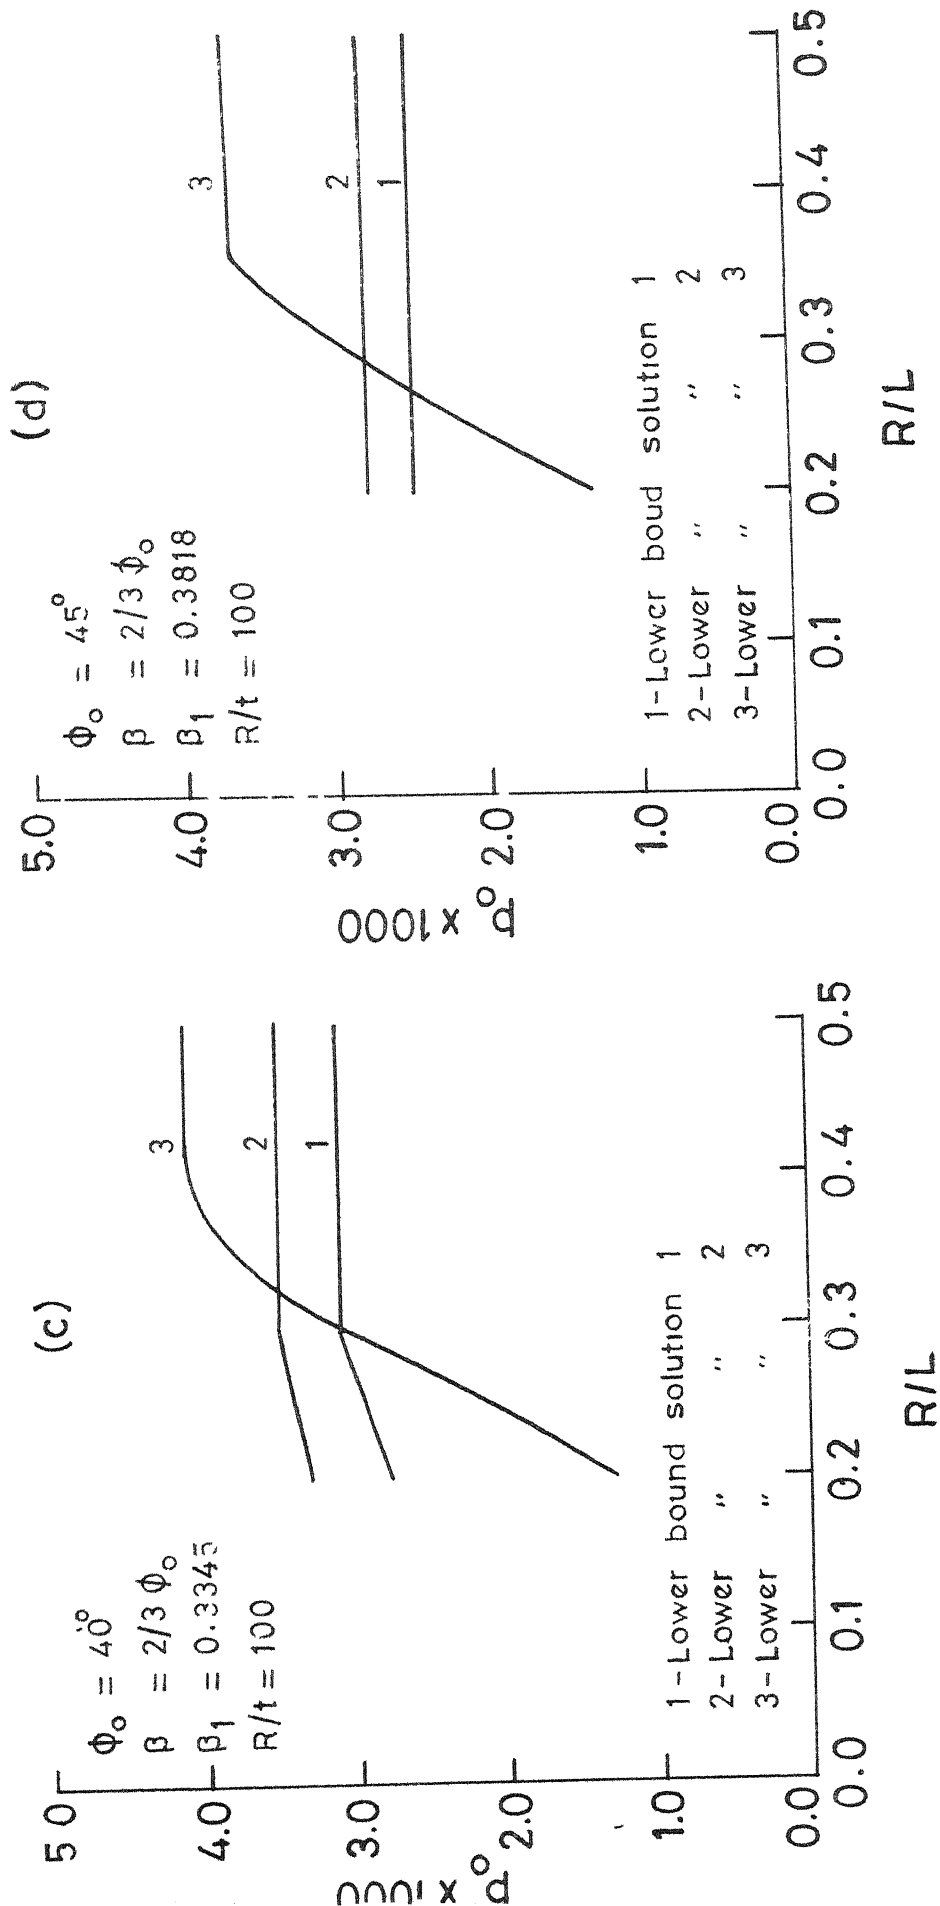 (c)
ϕo = 40°
β = 2/3 ϕo
β1 = 0.3345
R/t = 100
5 0
4.0
3.0
2.0
1.0
0.0
Po
3
2
1
1-Lower bound solution 1
2-Lower " " 2
3-Lower " " 3
0.0 0.1 0.2 0.3 0.4 0.5
R/L
(d)
ϕo = 45°
β = 2/3 ϕo
β1 = 0.3818
R/t = 100
5.0
4.0
3.0
2.0
1.0
0.0
Po x 1000
3
2
1
1-Lower boud solution 1
2-Lower " " 2
3-Lower " " 3
0.0 0.1 0.2 0.3 0.4 0.5
R/L